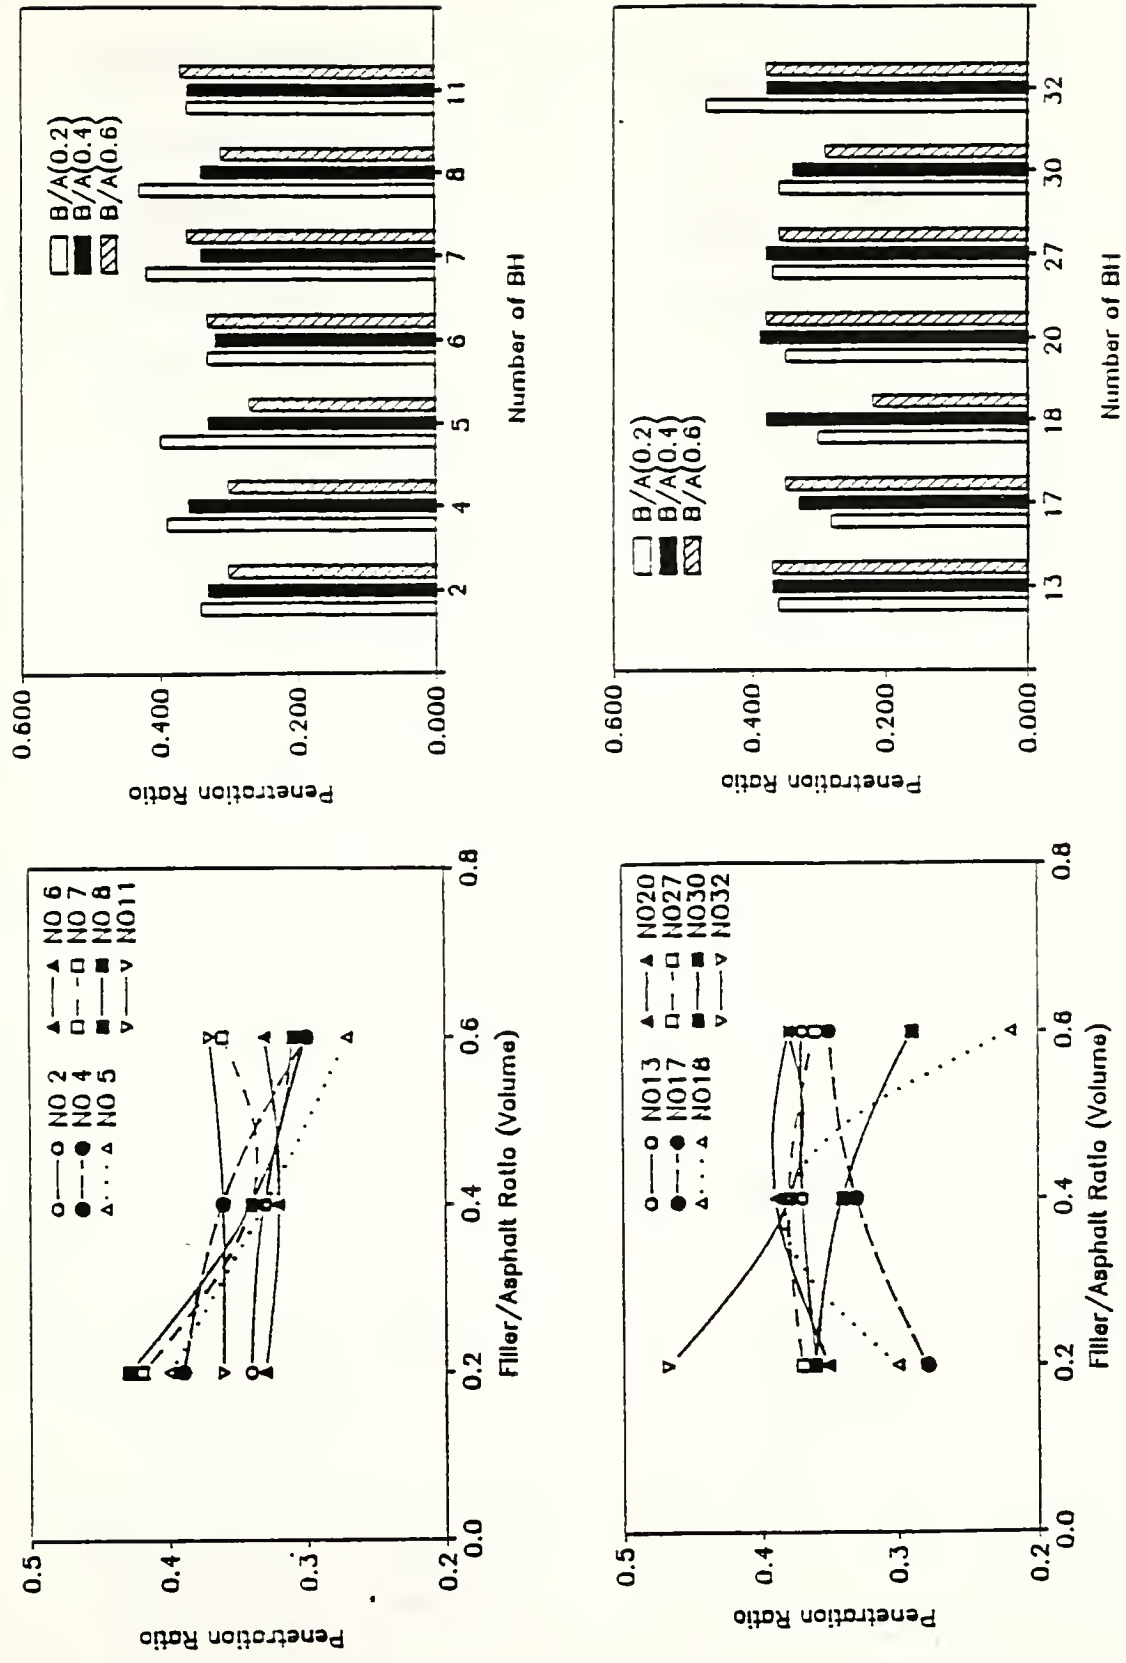 0.5
0.4
0.3
0.2
Penetration Ratio
0.0
0.2
0.4
0.6
0.8
Filler/Asphalt Ratio (Volume)
NO 2
NO 4
NO 5
NO 6
NO 7
NO 8
NO11
0.600
0.400
0.200
0.000
Penetration Ratio
2
4
5
6
7
8
11
Number of BH
B/A(0.2)
B/A(0.4)
B/A(0.6)
0.5
0.4
0.3
0.2
Penetration Ratio
0.0
0.2
0.4
0.6
0.8
Filler/Asphalt Ratio (Volume)
NO13
NO17
NO18
NO20
NO27
NO30
NO32
0.600
0.400
0.200
0.000
Penetration Ratio
13
17
18
20
27
30
32
Number of BH
B/A(0.2)
B/A(0.4)
B/A(0.6)